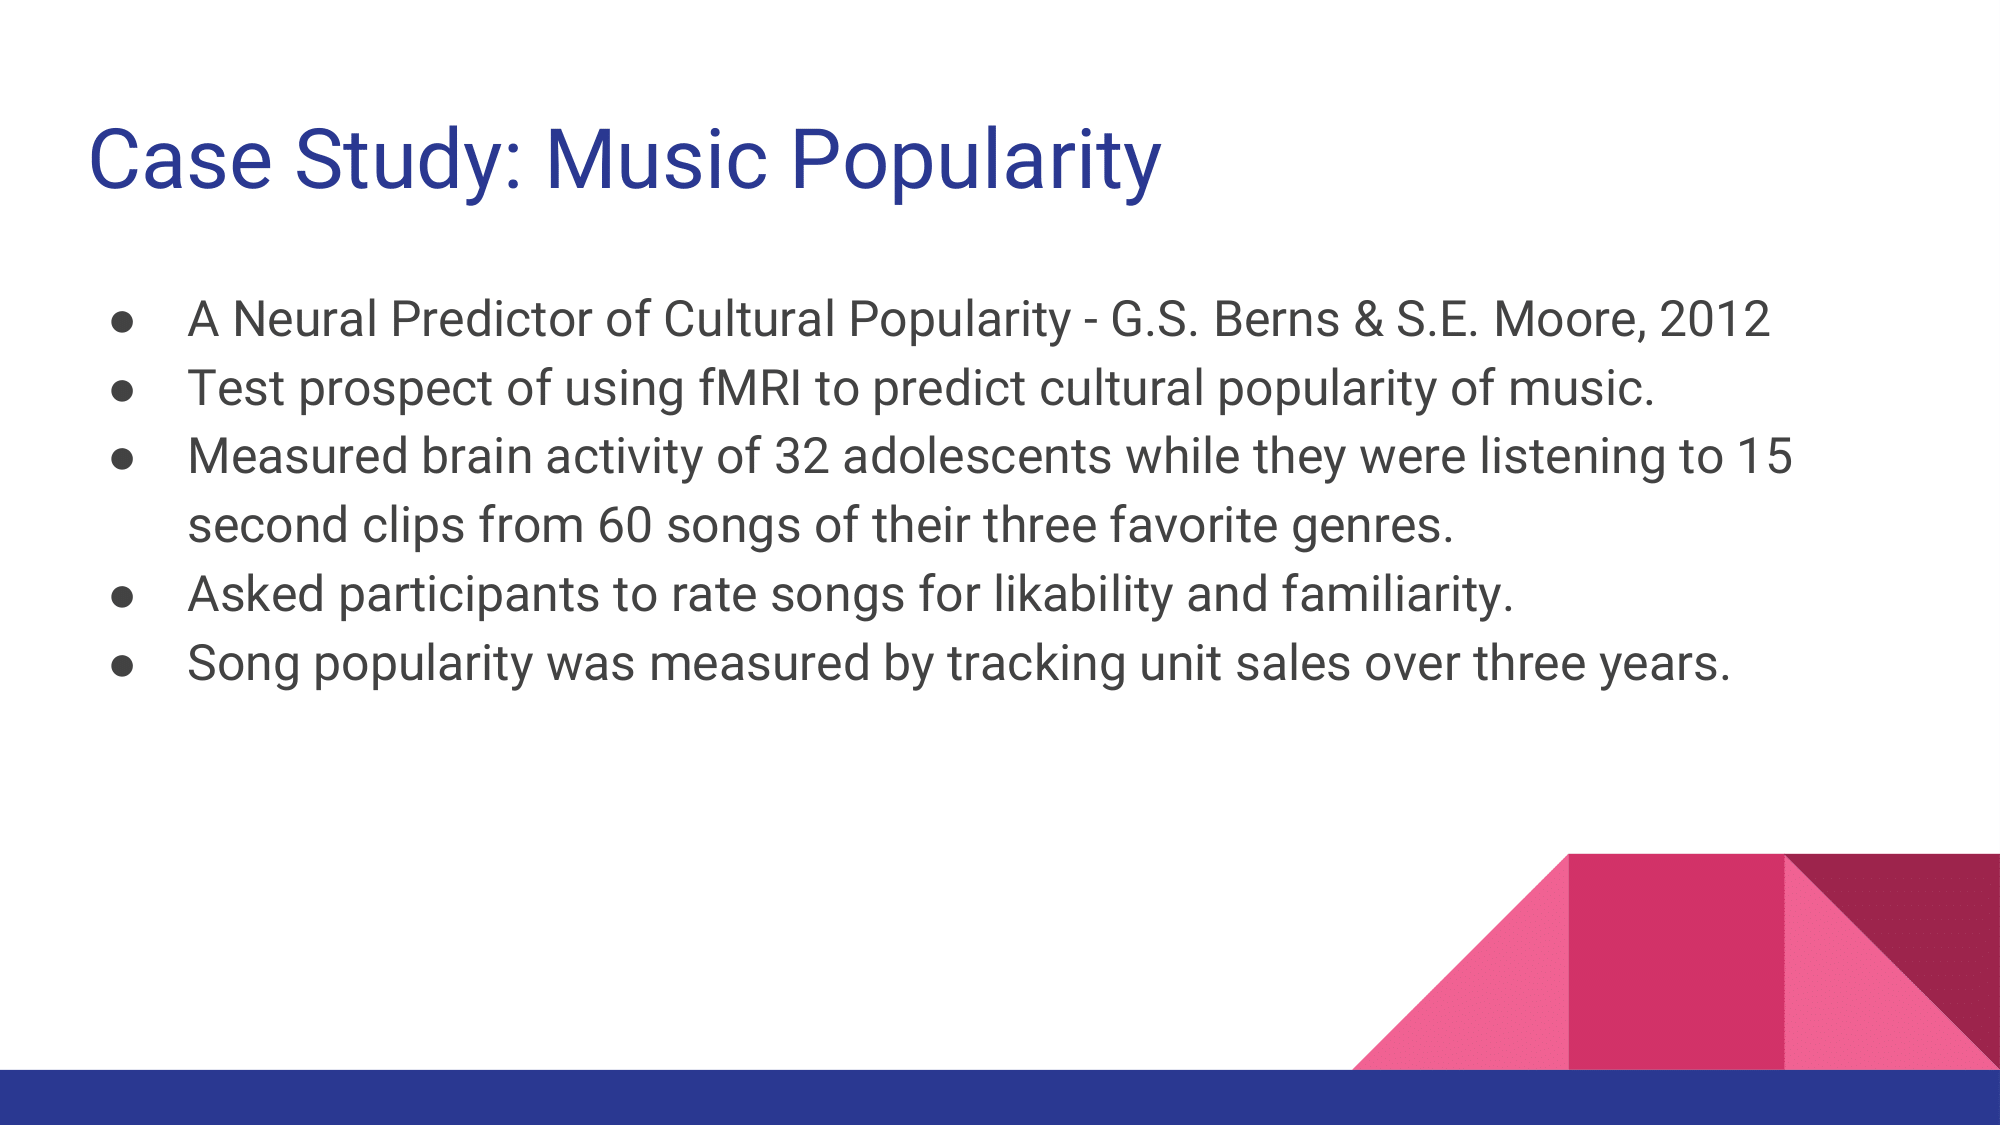 Case Study: Music Popularity
● A Neural Predictor of Cultural Popularity - G.S. Berns & S.E. Moore, 2012
● Test prospect of using fMRI to predict cultural popularity of music.
● Measured brain activity of 32 adolescents while they were listening to 15
second clips from 60 songs of their three favorite genres.
● Asked participants to rate songs for likability and familiarity.
● Song popularity was measured by tracking unit sales over three years.